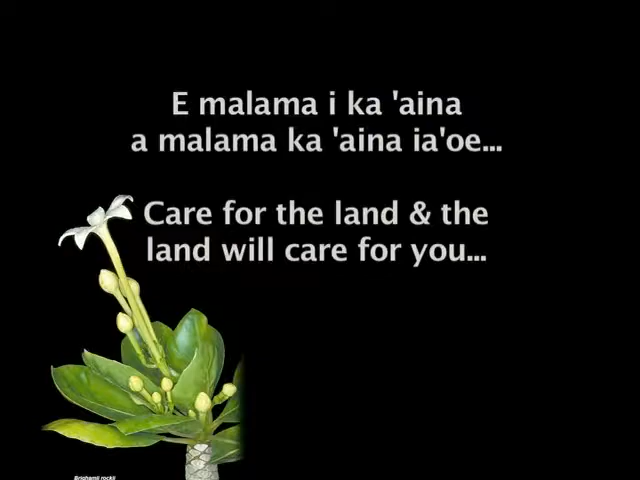 E malama i ka 'aina
a malama ka 'aina ia'oe...
Care for the land & the
land will care for you...
Brighamii rockii